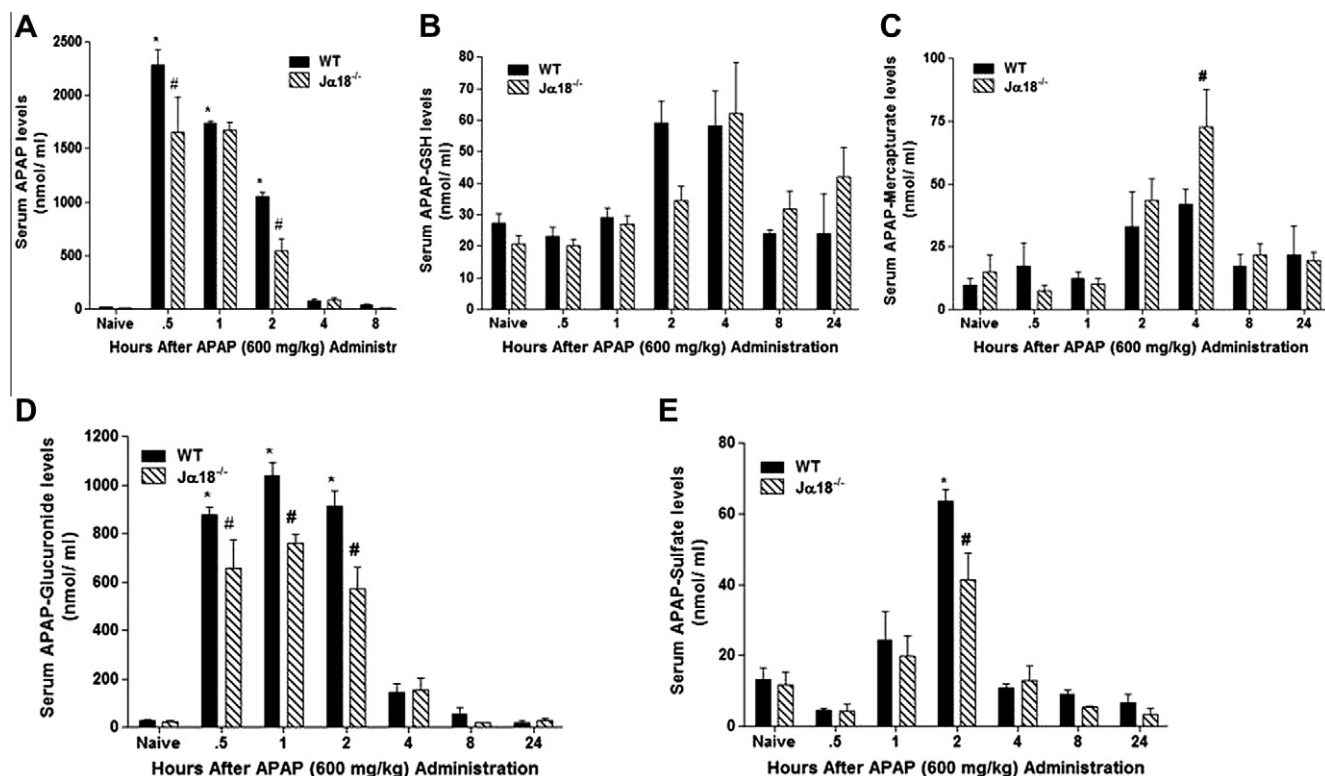 A
Serum APAP levels
(nmol/ ml)
2500
2000
1500
1000
500
0
WT
Jα18-/-
*
#
*
*
#
Naive .5 1 2 4 8
Hours After APAP (600 mg/kg) Administr
B
Serum APAP-GSH levels
(nmol/ ml)
80
70
60
50
40
30
20
10
0
WT
Jα18-/-
Naive .5 1 2 4 8 24
Hours After APAP (600 mg/kg) Administration
C
Serum APAP-Mercapturate levels
(nmol/ ml)
100
75
50
25
0
WT
Jα18-/-
#
Naive .5 1 2 4 8 24
Hours After APAP (600 mg/kg) Administration
D
Serum APAP-Glucuronide levels
(nmol/ ml)
1200
1000
800
600
400
200
0
WT
Jα18-/-
*
#
*
#
*
#
Naive .5 1 2 4 8 24
Hours After APAP (600 mg/kg) Administration
E
Serum APAP-Sulfate levels
(nmol/ ml)
80
60
40
20
0
WT
Jα18-/-
*
#
Naive .5 1 2 4 8 24
Hours After APAP (600 mg/kg) Administration